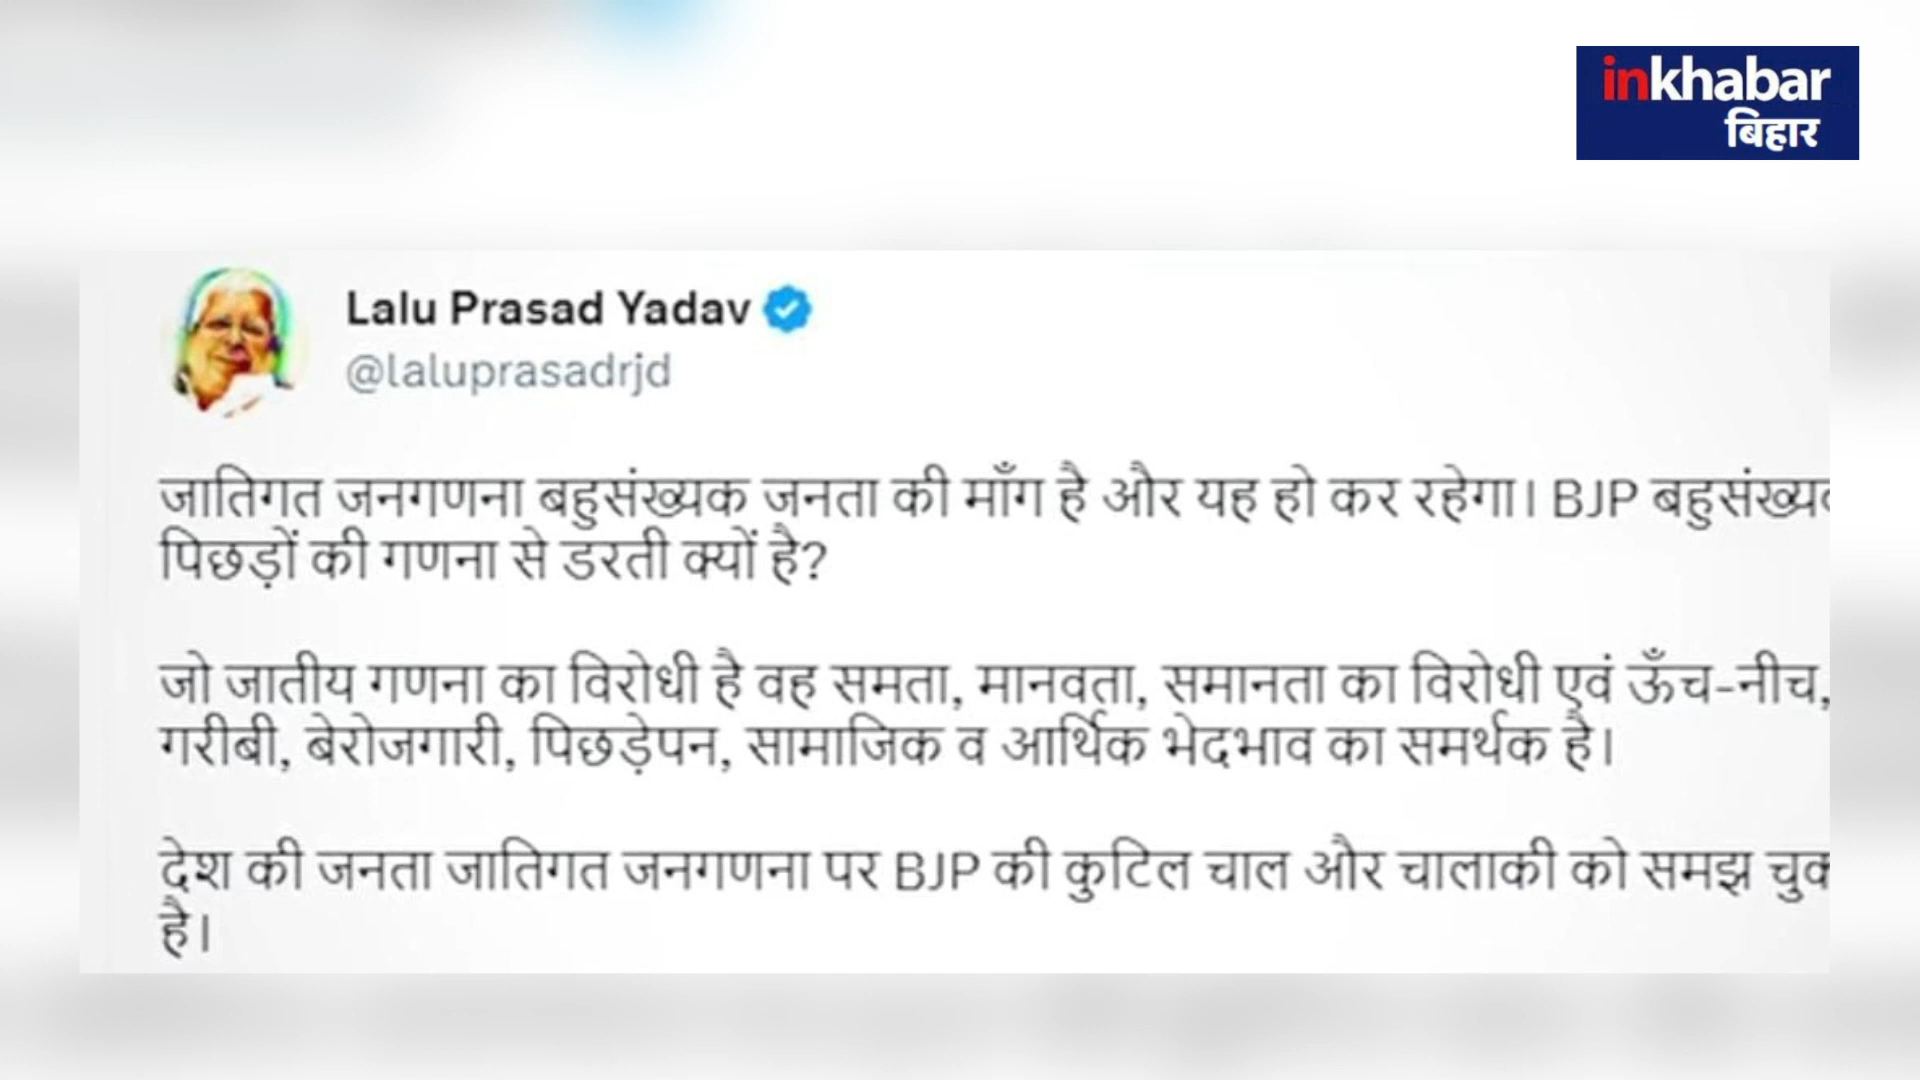 inkhabar
बिहार
Lalu Prasad Yadav
@laluprasadrjd
जातिगत जनगणना बहुसंख्यक जनता की माँग है और यह हो कर रहेगा। BJP
पिछड़ों की गणना से डरती क्यों है?
जो जातीय गणना का विरोधी है वह समता, मानवता, समानता का विरोधी एवं ऊँच-नीच,
गरीबी, बेरोजगारी, पिछड़ेपन, सामाजिक व आर्थिक भेदभाव का समर्थक है।
देश की जनता जातिगत जनगणना पर BJP की कुटिल चाल और चालाकी को समझ
है।